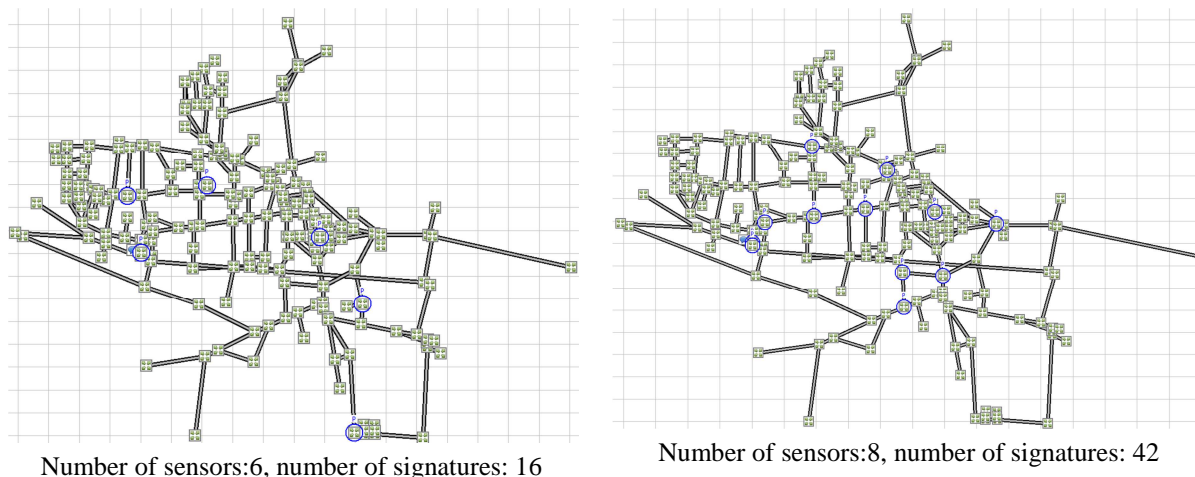 Number of sensors:6, number of signatures: 16
Number of sensors:8, number of signatures: 42